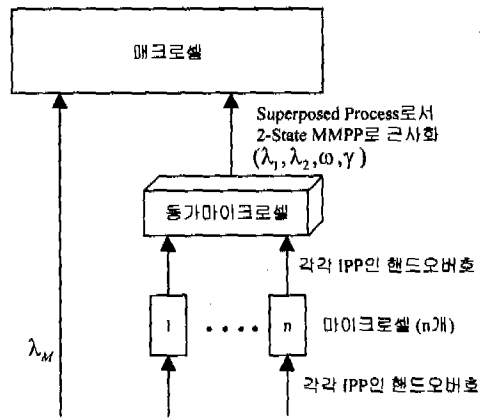 매크로셀
Superposed Process로서
2-State MMPP로 근사화
(λ₁, λ₂, ω, γ)
동가마이크로셀
각각 IPP인 핸드오버호
1 . . . . n 마이크로셀 (n개)
λ_M
각각 IPP인 핸드오버호